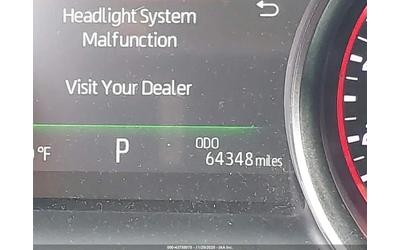 Headlight System
Malfunction
Visit Your Dealer
°F
P
ODO
64348 miles